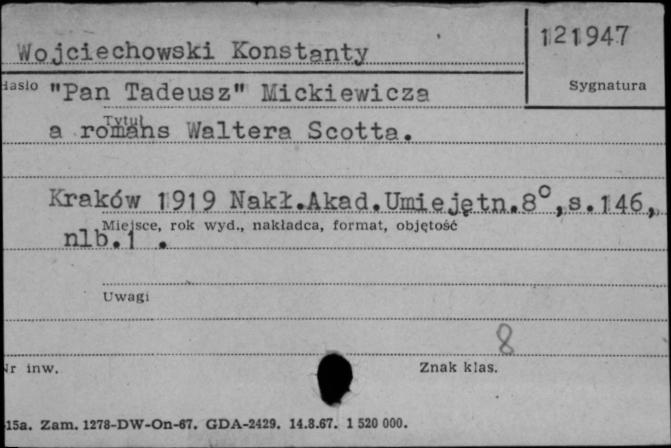 Wojciechowski Konstanty
121947
Hasło
Sygnatura
"Pan Tadeusz" Mickiewicza
Tytuł
a romans Waltera Scotta.
Kraków 1919 Nakł.Akad.Umiejętn.8°,s.146,
Miejsce, rok wyd., nakładca, format, objętość
nlb.1 .
Uwagi
8
Nr inw.
Znak klas.
-15a. Zam. 1278-DW-On-67. GDA-2429. 14.8.67. 1 520 000.